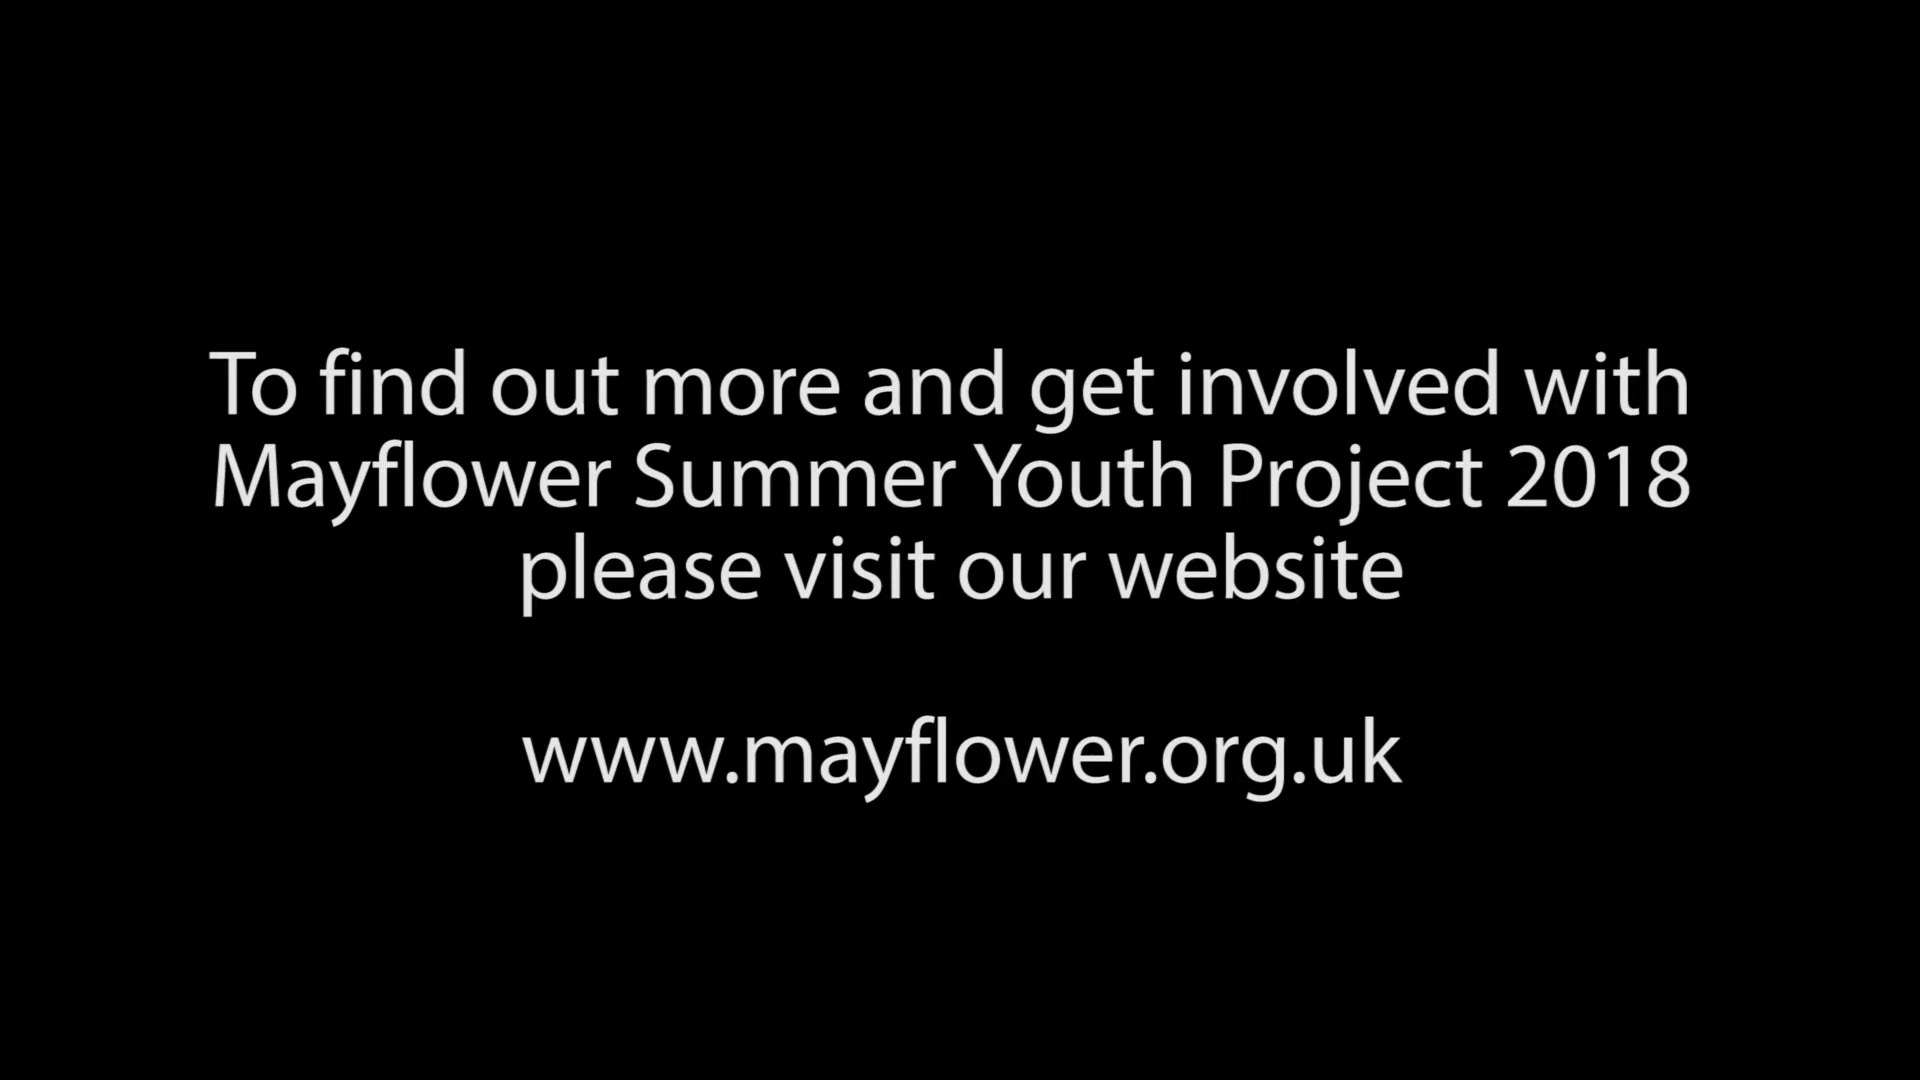 To find out more and get involved with
Mayflower Summer Youth Project 2018
please visit our website
www.mayflower.org.uk